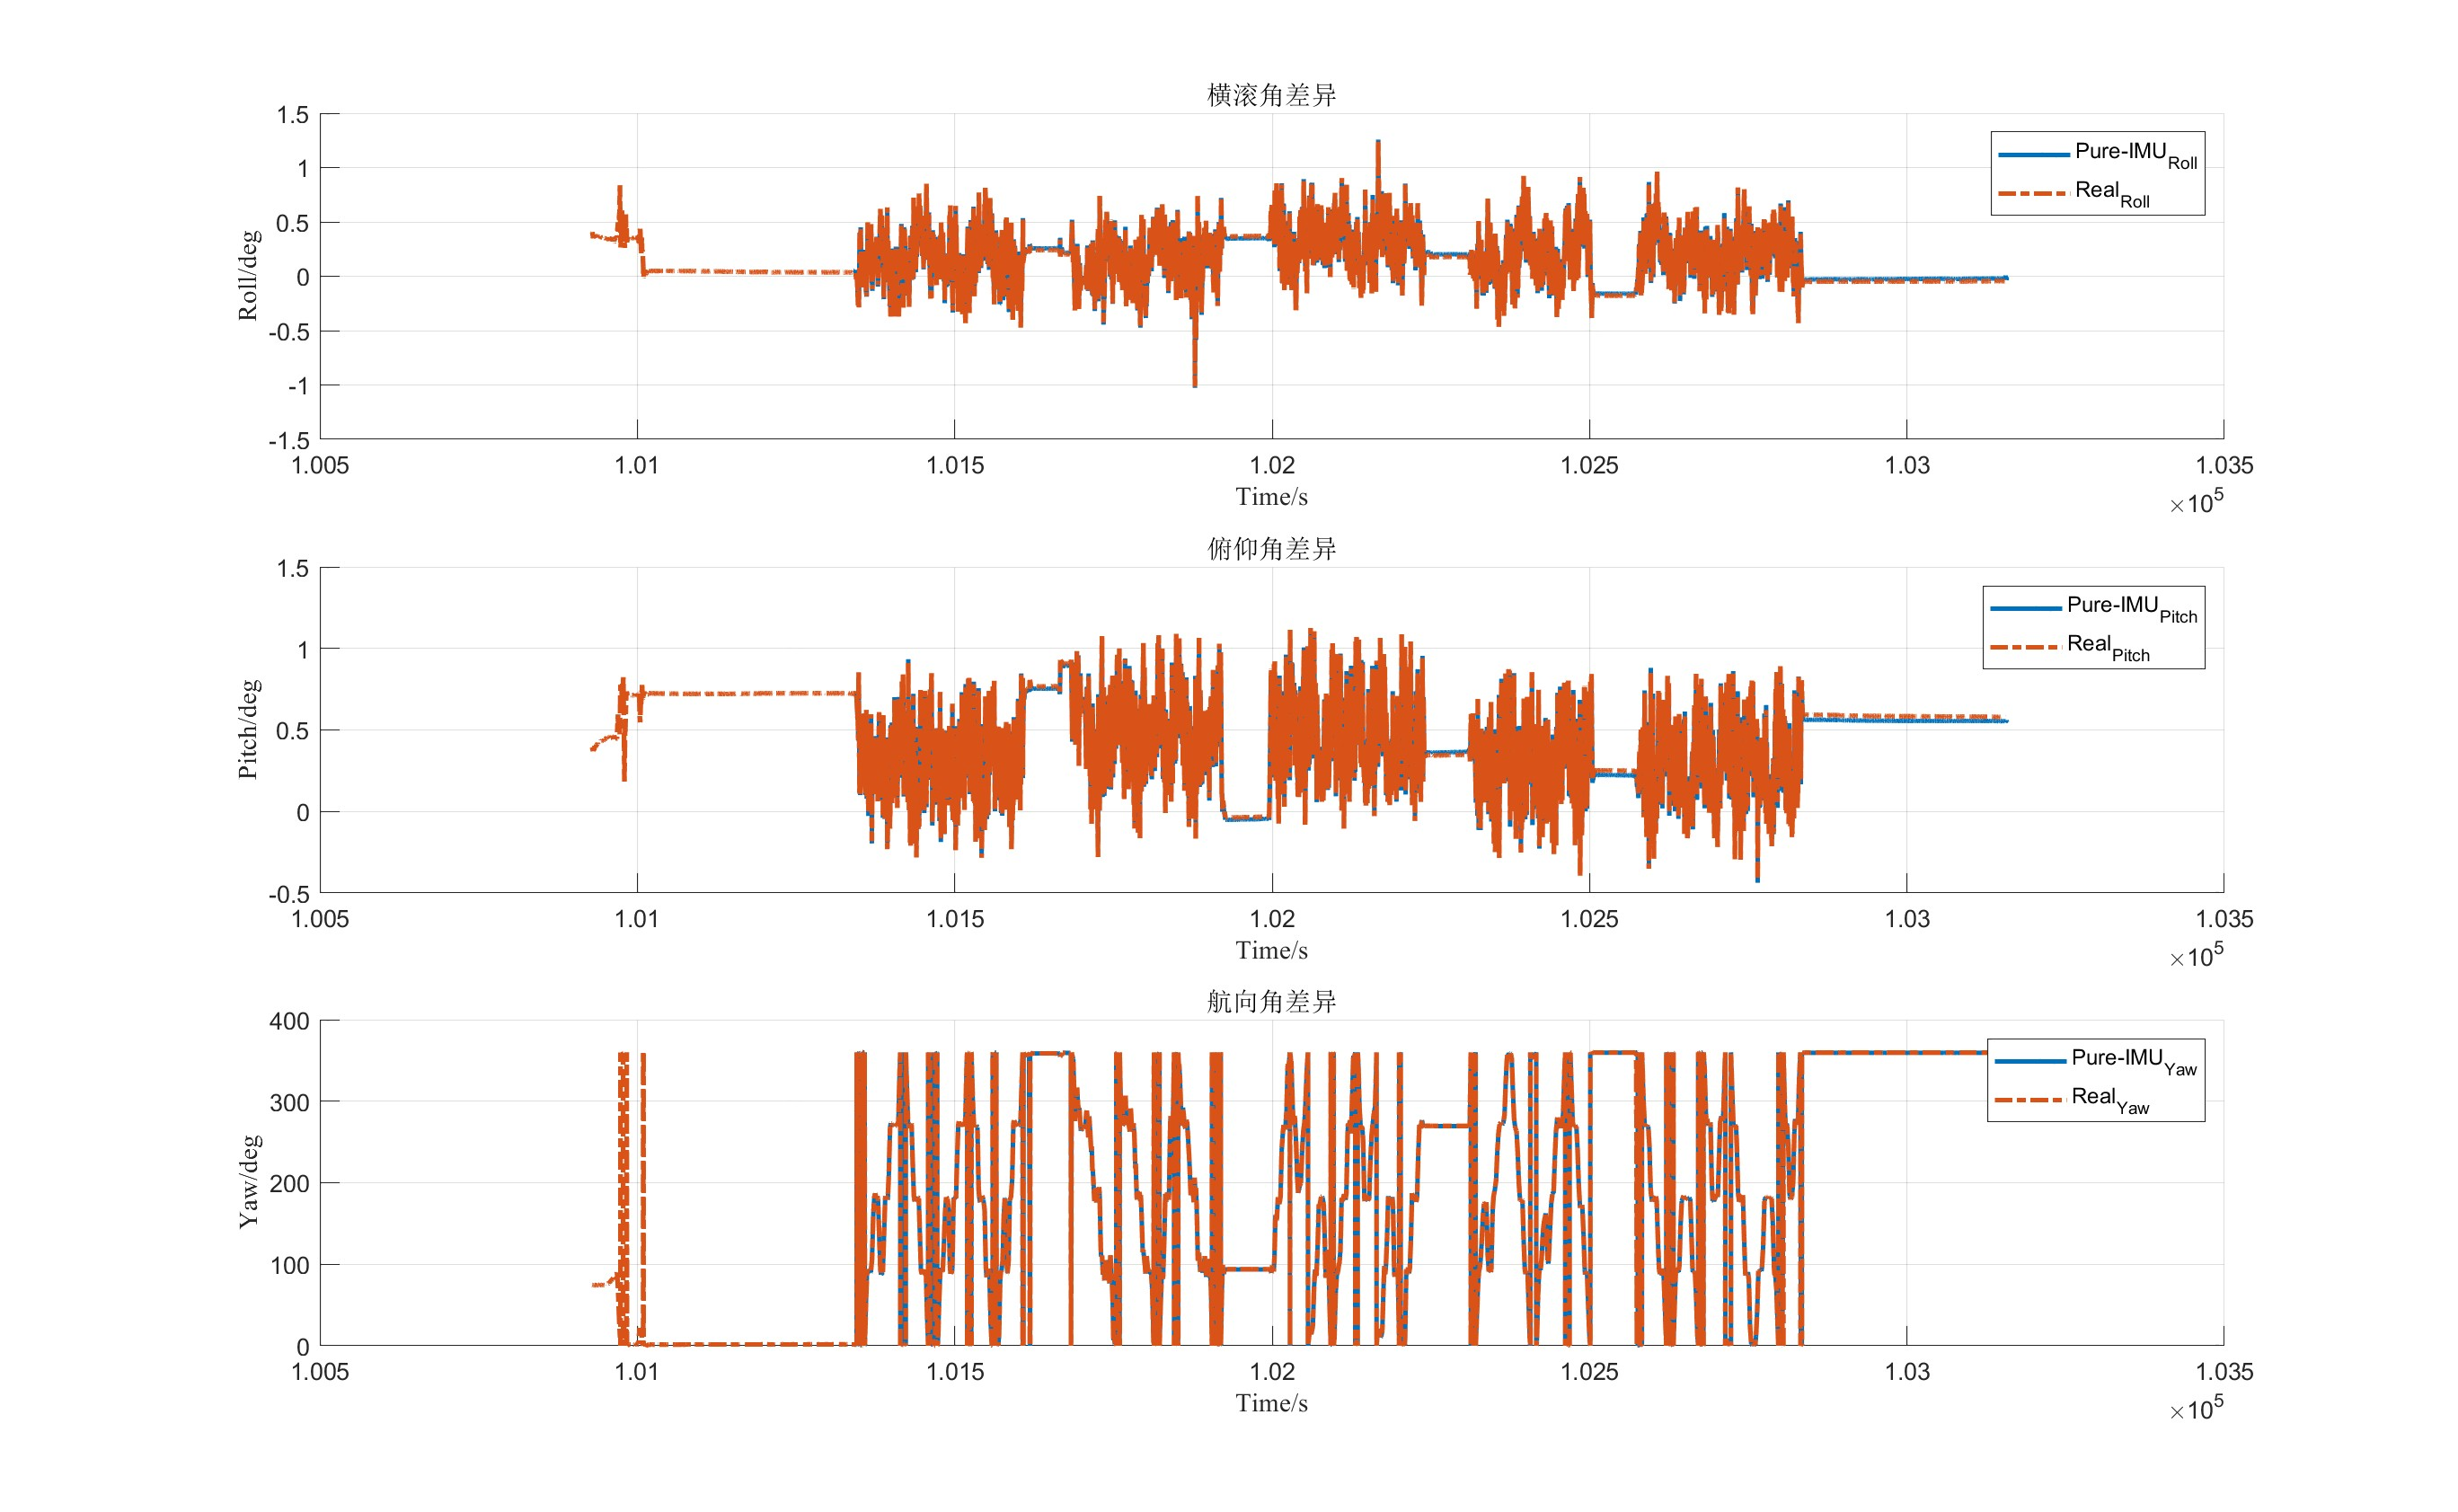 横滚角差异
1.5
1
0.5
0
-0.5
-1
-1.5
Roll/deg
Pure-IMU_Roll
Real_Roll
1.005 1.01 1.015 1.02 1.025 1.03 1.035
Time/s
×10^5
俯仰角差异
1.5
1
0.5
0
-0.5
Pitch/deg
Pure-IMU_Pitch
Real_Pitch
1.005 1.01 1.015 1.02 1.025 1.03 1.035
Time/s
×10^5
航向角差异
400
300
200
100
0
Yaw/deg
Pure-IMU_Yaw
Real_Yaw
1.005 1.01 1.015 1.02 1.025 1.03 1.035
Time/s
×10^5